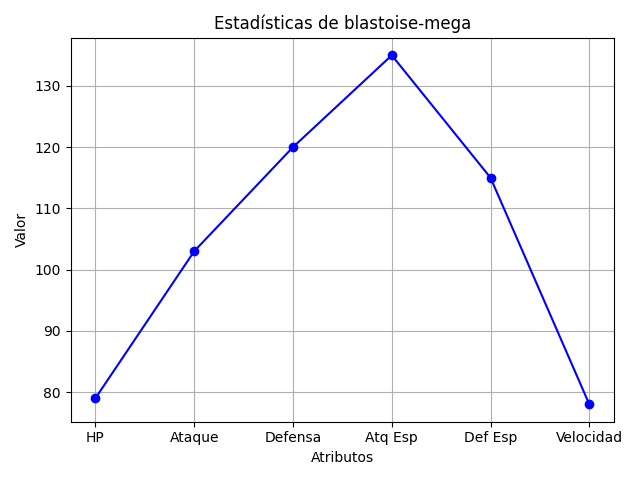 Estadísticas de blastoise-mega
Valor
130
120
110
100
90
80
HP Ataque Defensa Atq Esp Def Esp Velocidad
Atributos